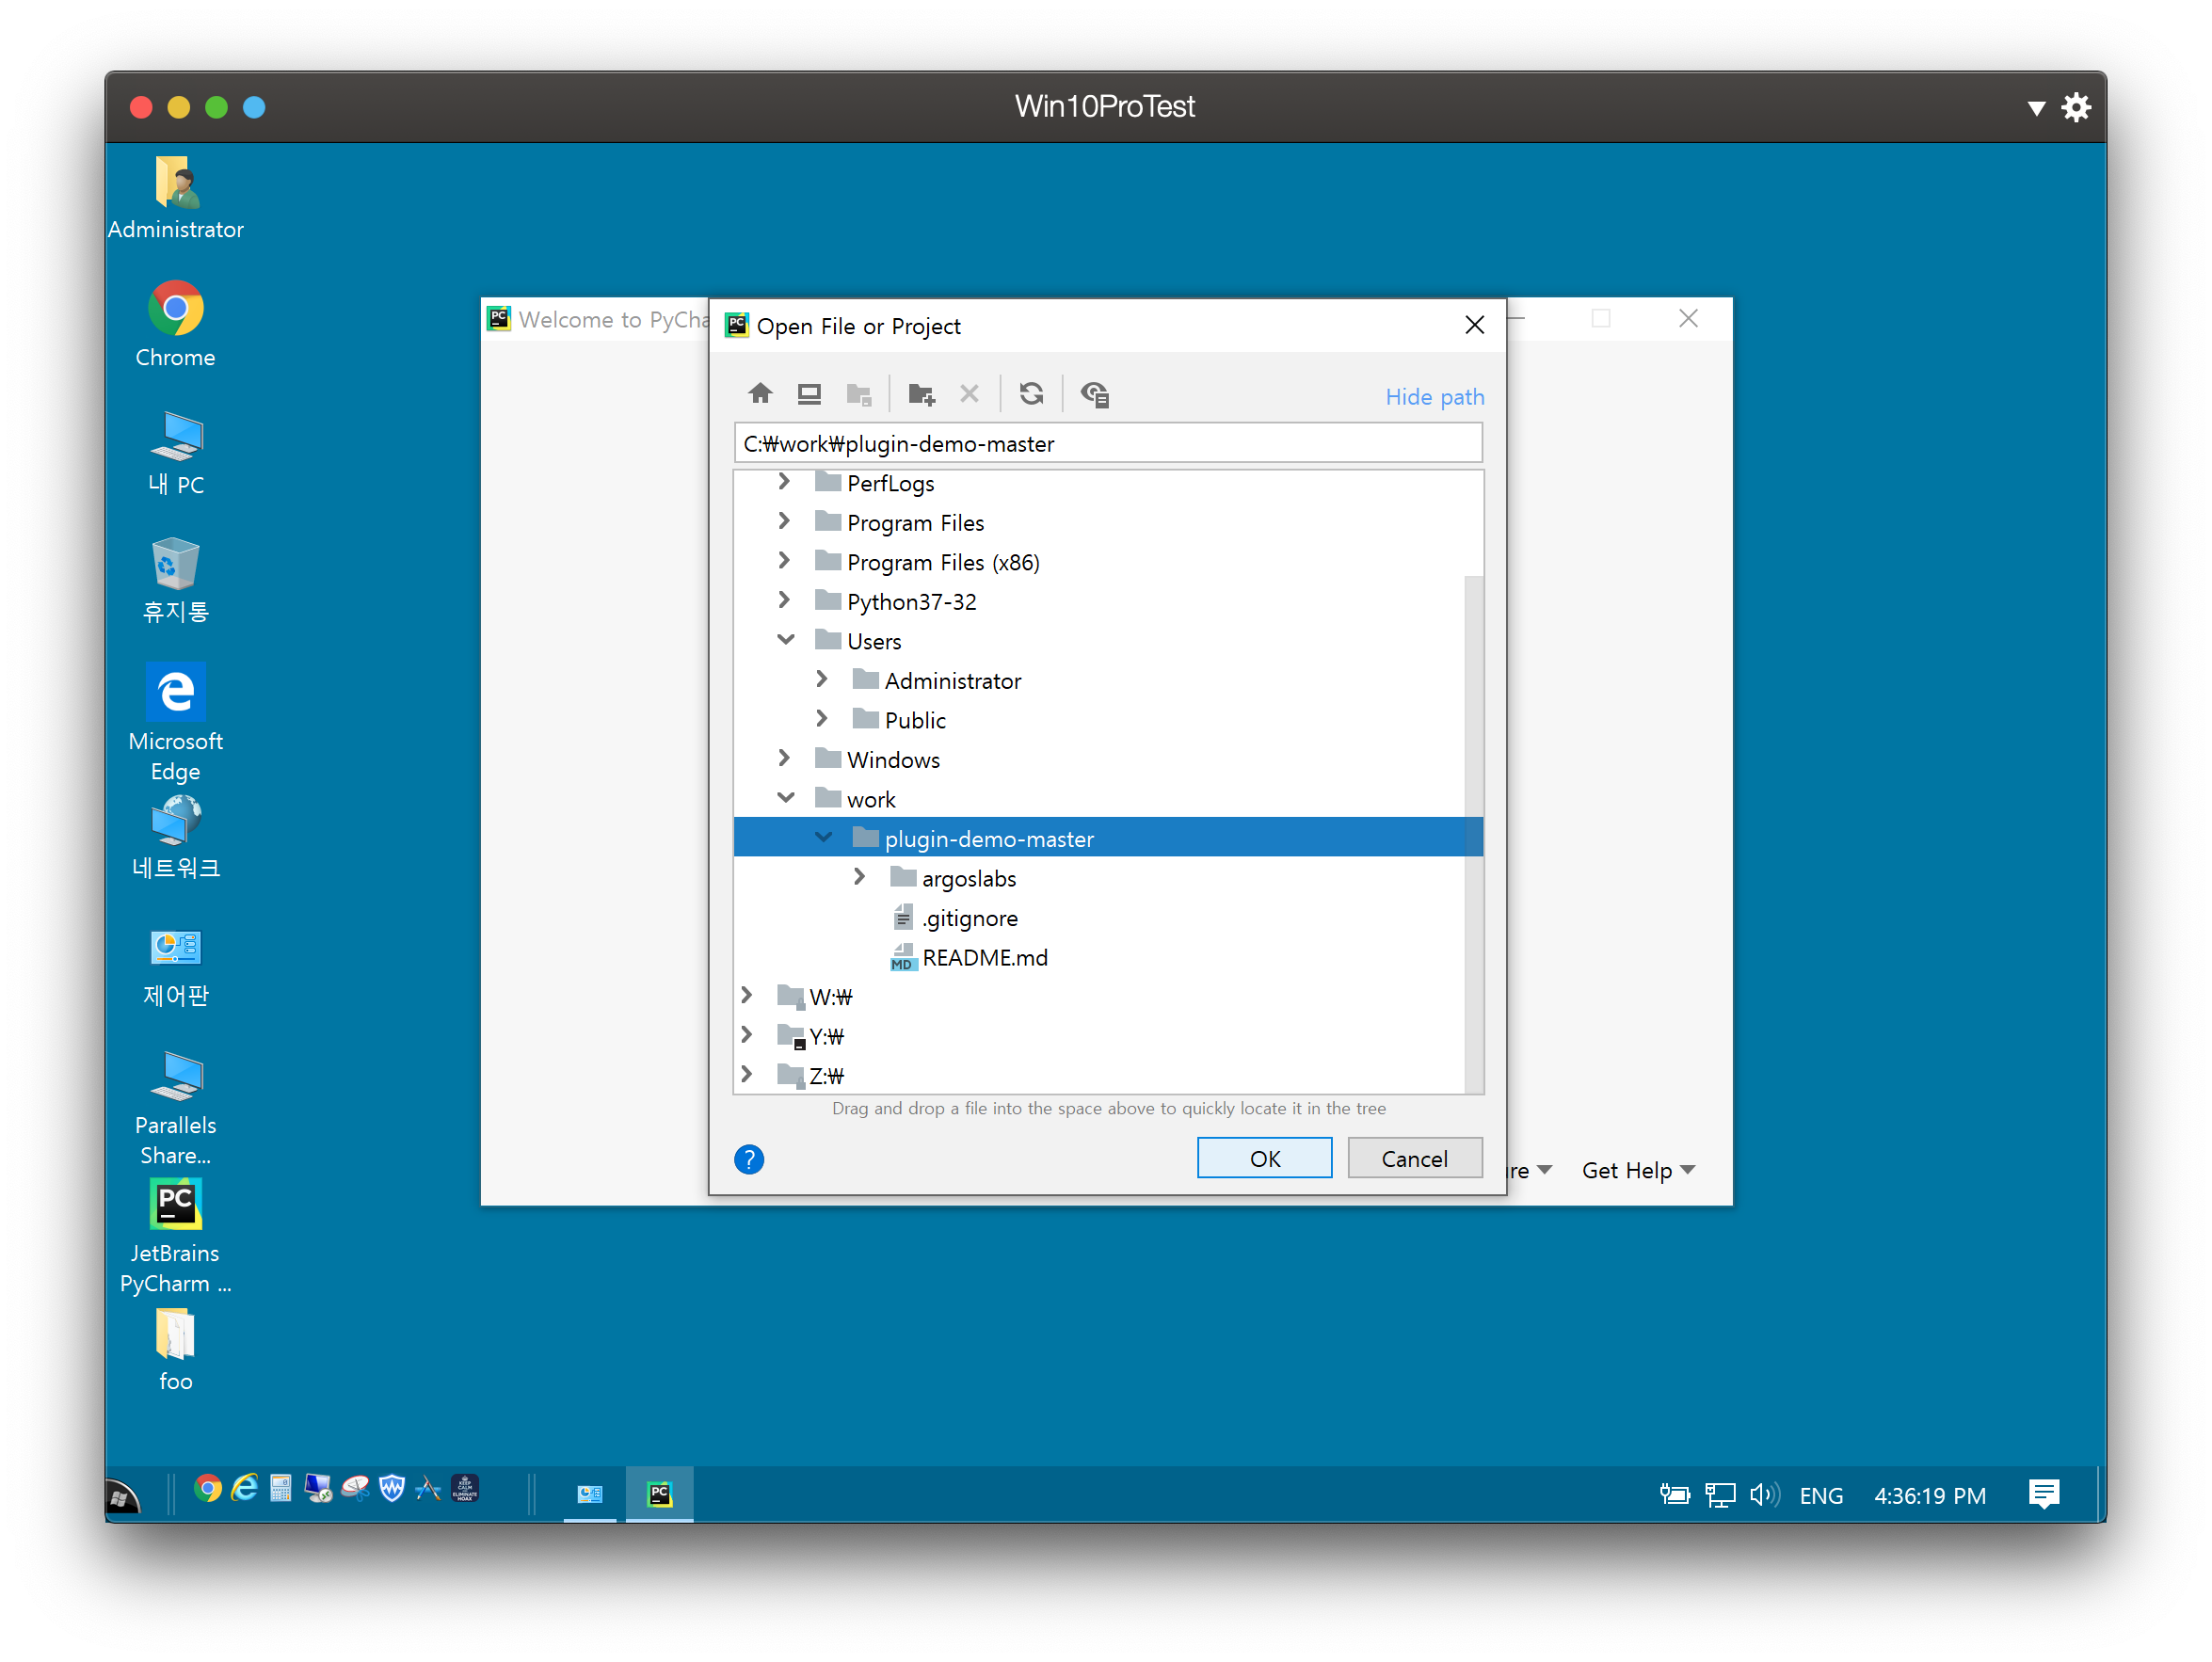 Win10ProTest
Administrator
Chrome
내 PC
휴지통
Microsoft
Edge
네트워크
제어판
Parallels
Share...
JetBrains
PyCharm ...
foo
Welcome to PyCha
Open File or Project
Hide path
C:₩work₩plugin-demo-master
PerfLogs
Program Files
Program Files (x86)
Python37-32
Users
Administrator
Public
Windows
work
plugin-demo-master
argoslabs
.gitignore
README.md
W:₩
Y:₩
Z:₩
Drag and drop a file into the space above to quickly locate it in the tree
OK
Cancel
re
Get Help
ENG
4:36:19 PM